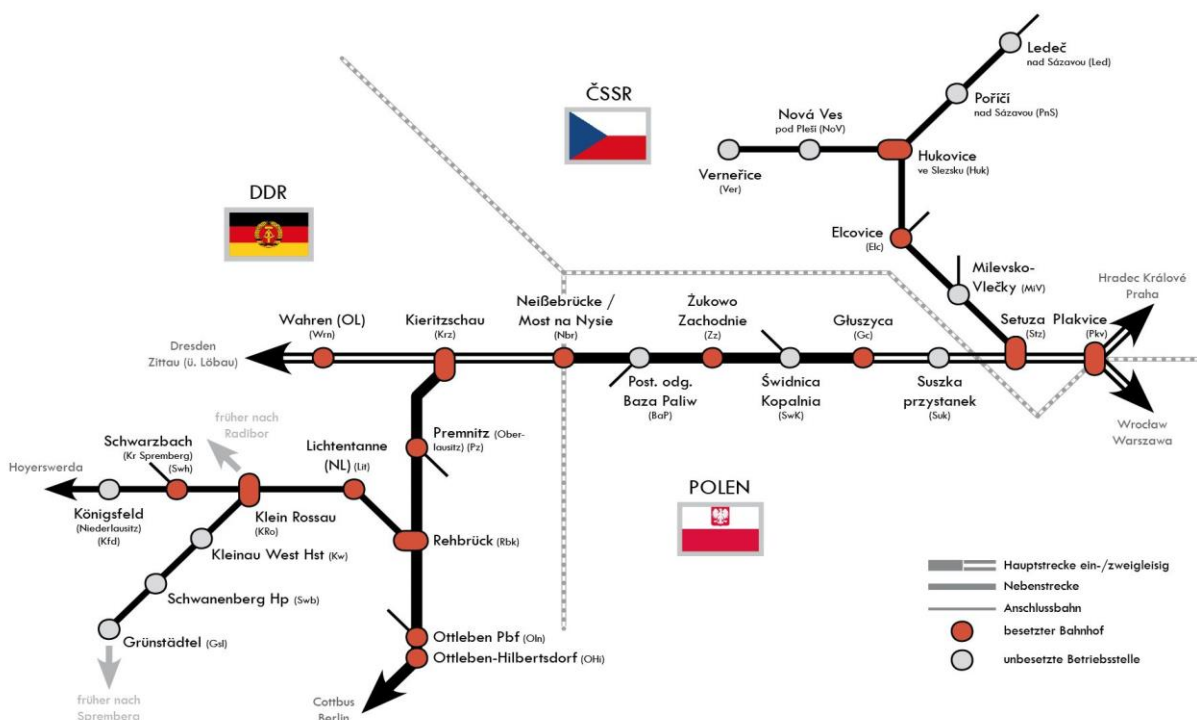 ČSSR
Ledeč
nad Sázavou (Led)
Poříčí
nad Sázavou (PnS)
Nová Ves
pod Pleší (NoV)
Verneřice
(Ver)
Hukovice
ve Slezsku (Huk)
DDR
Elcovice
(Elc)
Milevsko-
Vlečky (MiV)
Hradec Králové
Praha
Wahren (OL)
(Wrn)
Kieritzschau
(Krz)
Neißebrücke /
Most na Nysie
(Nbr)
Żukowo
Zachodnie
(Zz)
Głuszyca
(Gc)
Setuza
(Stz)
Plakvice
(Pkv)
Dresden
Zittau (ü. Löbau)
Post. odg.
Baza Paliw
(BaP)
Świdnica
Kopalnia
(SwK)
Suszka
przystanek
(Suk)
Wrocław
Warszawa
früher nach
Radibor
Premnitz (Ober-
lausitz) (Pz)
Schwarzbach
(Kr Spremberg)
(Swh)
Lichtentanne
(NL) (Lit)
Hoyerswerda
Königsfeld
(Niederlausitz)
(Kfd)
Klein Rossau
(KRo)
POLEN
Rehbrück (Rbk)
Kleinau West Hst (Kw)
Schwanenberg Hp (Swb)
Grünstädtel (Gsl)
Ottleben Pbf (Oln)
Ottleben-Hilbertsdorf (OHi)
früher nach
Spremberg
Cottbus
Berlin
Hauptstrecke ein-/zweigleisig
Nebenstrecke
Anschlussbahn
besetzter Bahnhof
unbesetzte Betriebsstelle